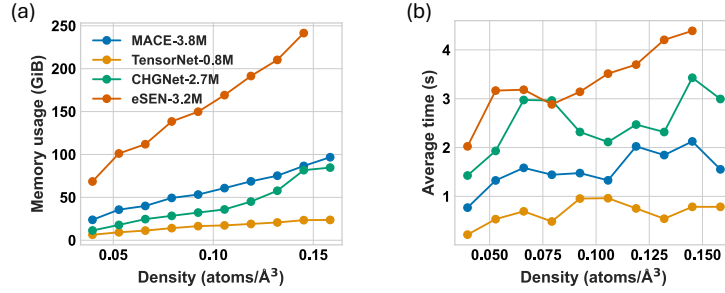 (a)
250
200
150
100
50
0
Memory usage (GiB)
MACE-3.8M
TensorNet-0.8M
CHGNet-2.7M
eSEN-3.2M
0.05
0.10
0.15
Density (atoms/Å³)
(b)
4
3
2
1
Average time (s)
0.050
0.075
0.100
0.125
0.150
Density (atoms/Å³)